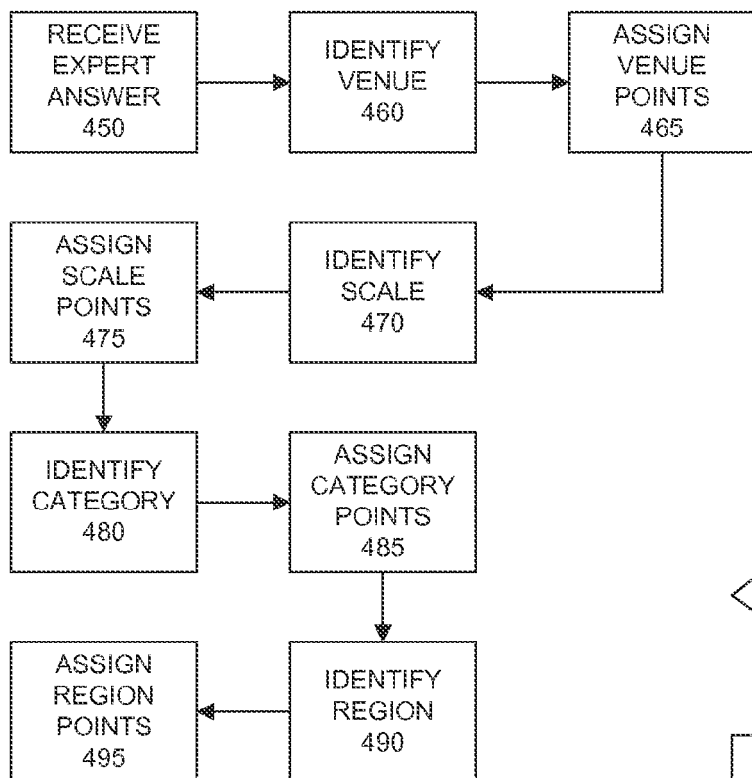 RECEIVE
EXPERT
ANSWER
450
IDENTIFY
VENUE
460
ASSIGN
VENUE
POINTS
465
ASSIGN
SCALE
POINTS
475
IDENTIFY
SCALE
470
IDENTIFY
CATEGORY
480
ASSIGN
CATEGORY
POINTS
485
ASSIGN
REGION
POINTS
495
IDENTIFY
REGION
490